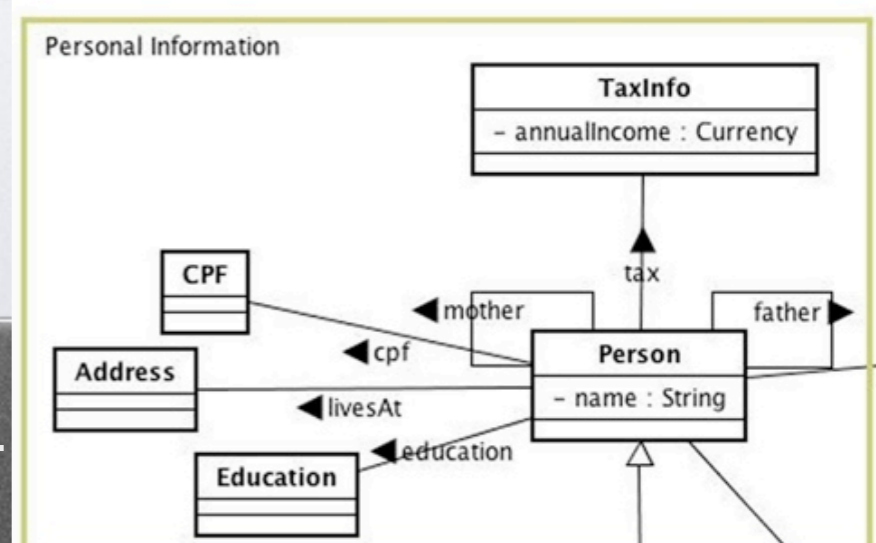 Personal Information
TaxInfo
- annualIncome : Currency
CPF
tax
mother
father
cpf
Person
Address
- name : String
livesAt
education
Education